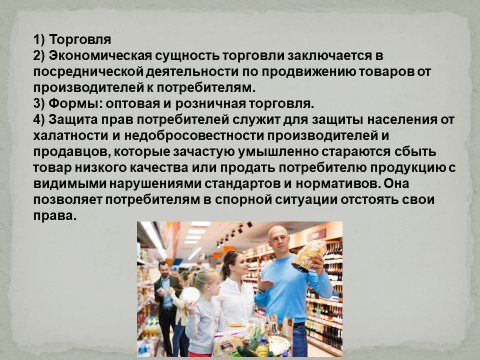 1) Торговля
2) Экономическая сущность торговли заключается в
посреднической деятельности по продвижению товаров от
производителей к потребителям.
3) Формы: оптовая и розничная торговля.
4) Защита прав потребителей служит для защиты населения от
халатности и недобросовестности производителей и
продавцов, которые зачастую умышленно стараются сбыть
товар низкого качества или продать потребителю продукцию с
видимыми нарушениями стандартов и нормативов. Она
позволяет потребителям в спорной ситуации отстоять свои
права.